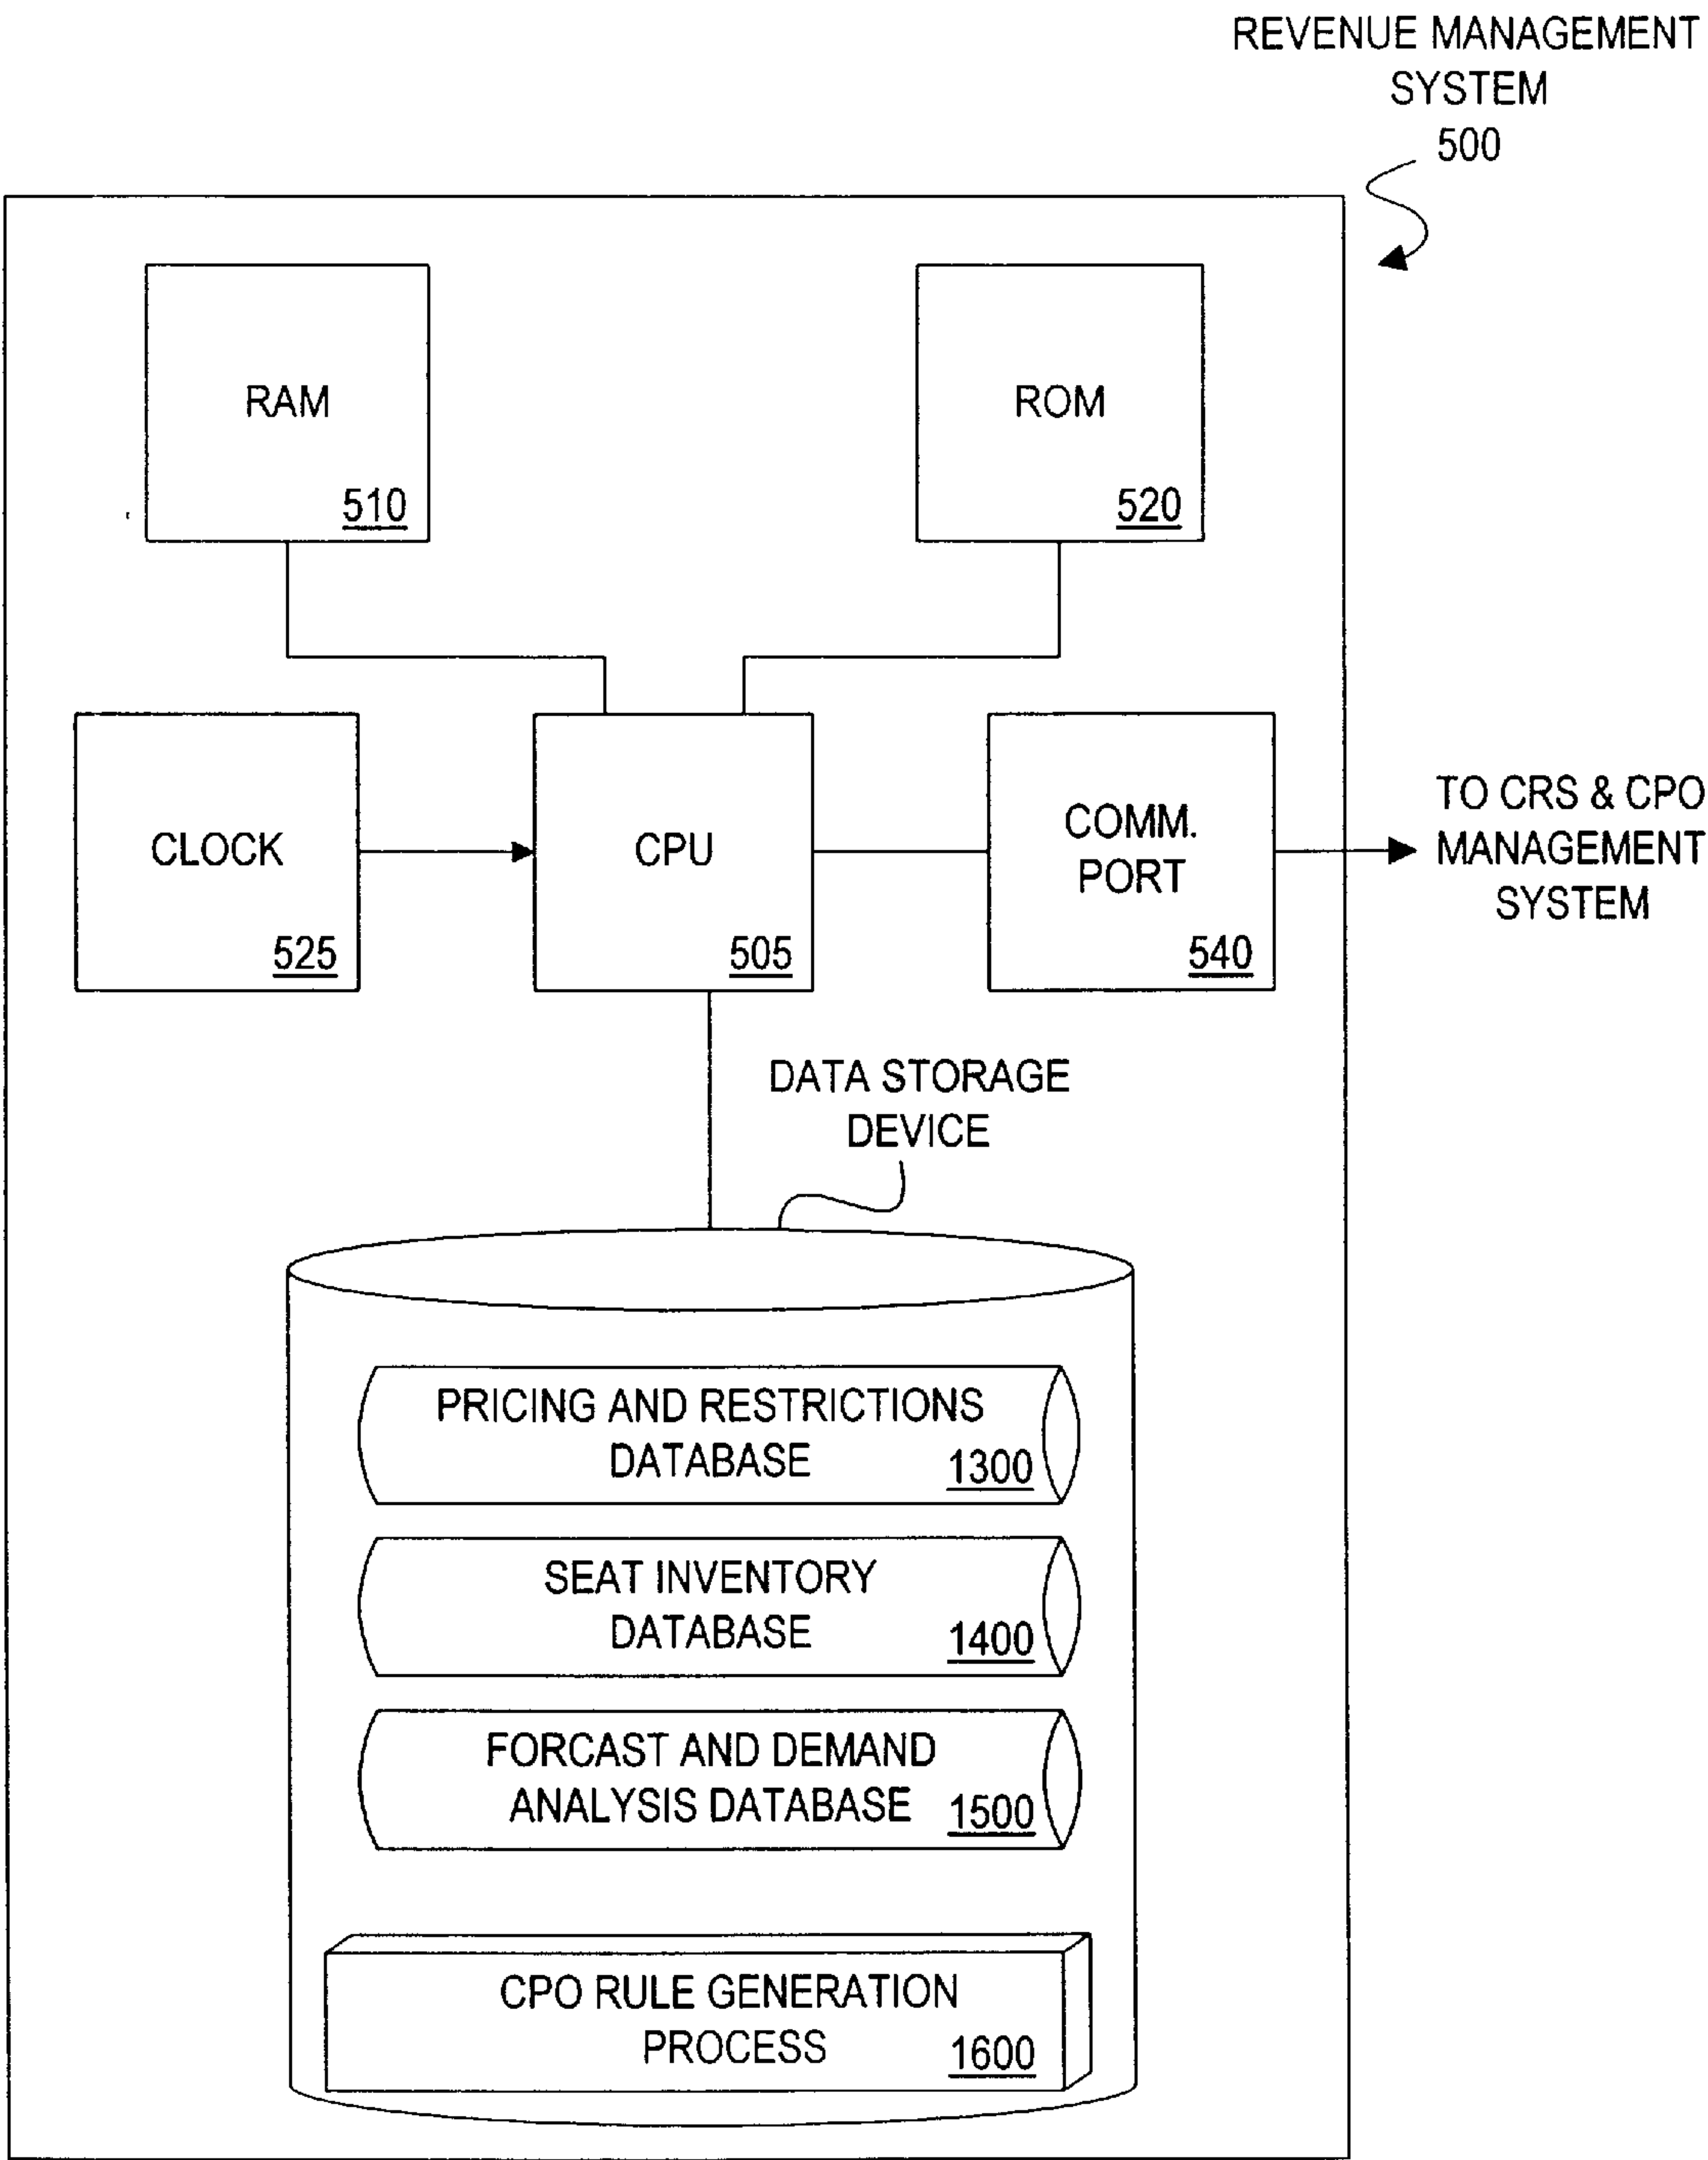 REVENUE MANAGEMENT
SYSTEM
500
RAM
510
ROM
520
CLOCK
525
CPU
505
COMM.
PORT
540
TO CRS & CPO
MANAGEMENT
SYSTEM
DATA STORAGE
DEVICE
PRICING AND RESTRICTIONS
DATABASE 1300
SEAT INVENTORY
DATABASE 1400
FORCAST AND DEMAND
ANALYSIS DATABASE 1500
CPO RULE GENERATION
PROCESS 1600